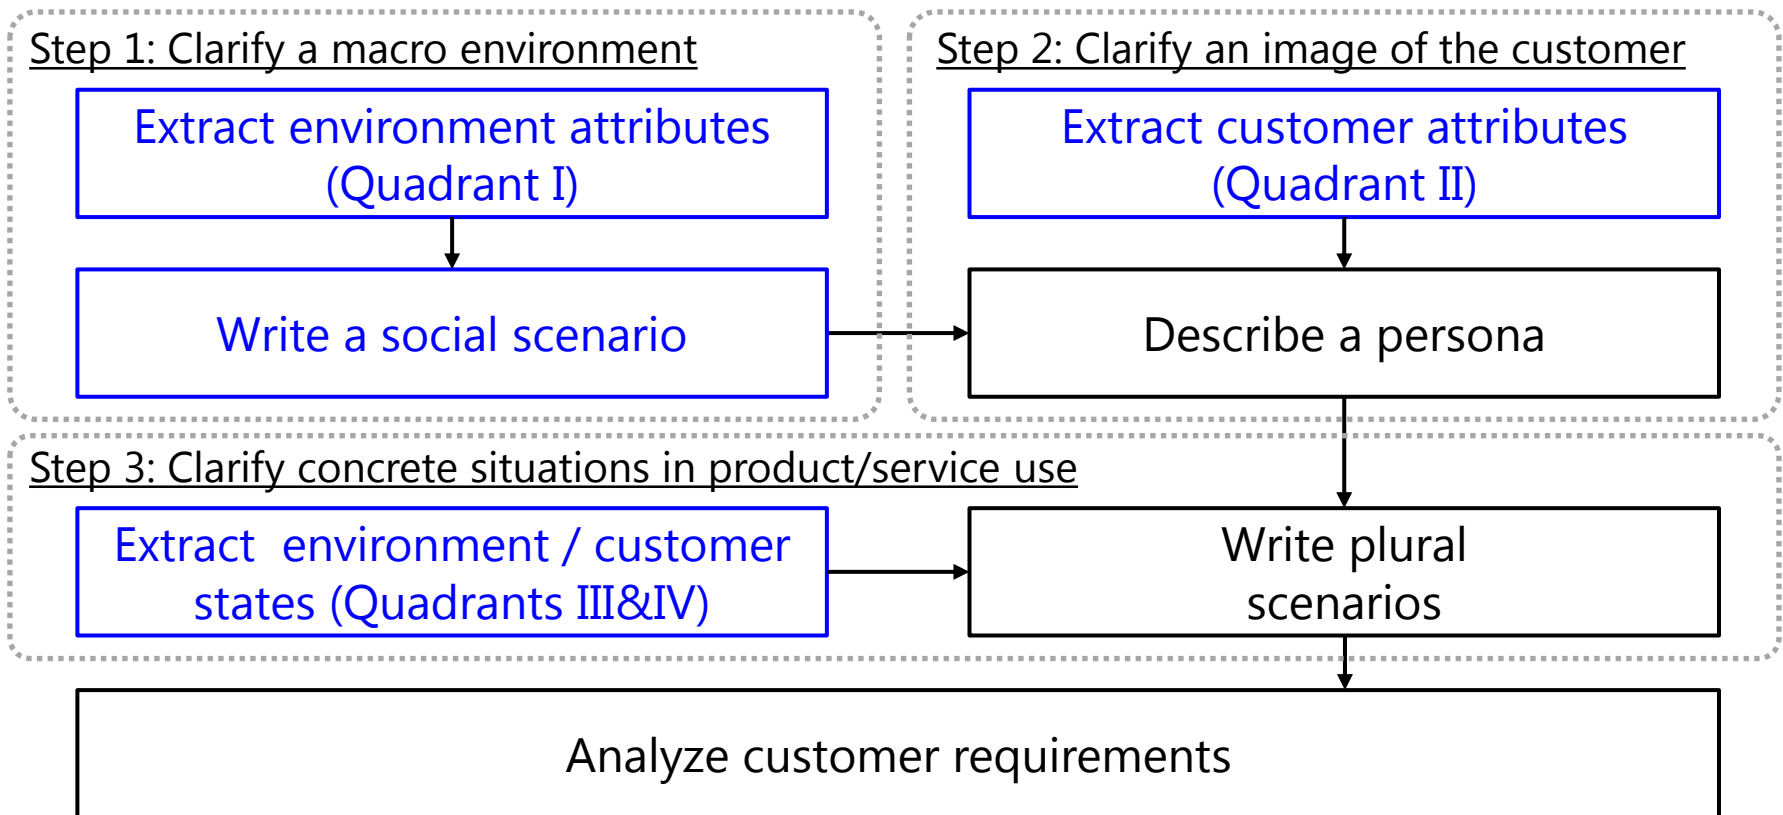 Step 1: Clarify a macro environment
Extract environment attributes
(Quadrant I)
Write a social scenario
Step 2: Clarify an image of the customer
Extract customer attributes
(Quadrant II)
Describe a persona
Step 3: Clarify concrete situations in product/service use
Extract  environment / customer
states (Quadrants III&IV)
Write plural
scenarios
Analyze customer requirements